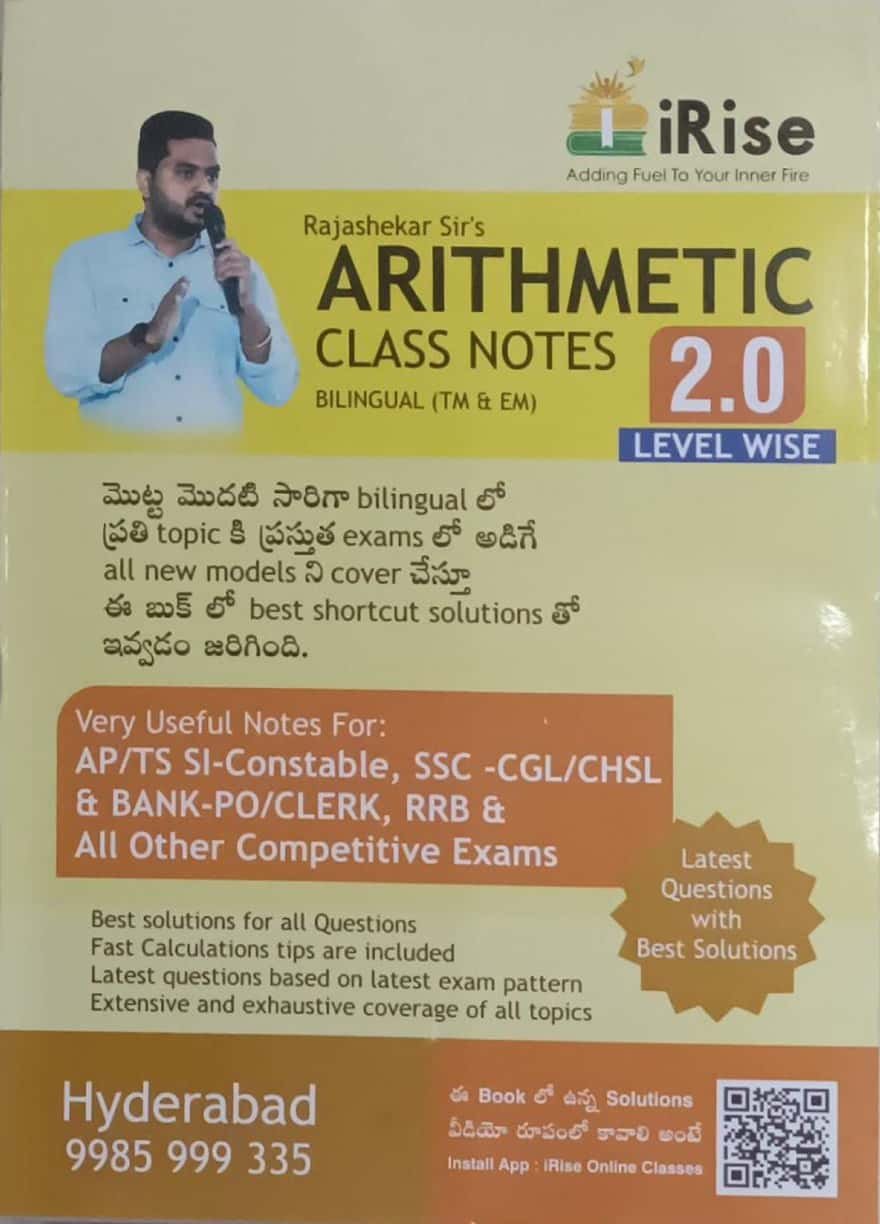 iRise
Adding Fuel To Your Inner Fire
Rajashekar Sir's
ARITHMETIC
CLASS NOTES
2.0
BILINGUAL (TM & EM)
LEVEL WISE
మొట్ట మొదటి సారిగా bilingual లో
ప్రతి topic కి ప్రస్తుత exams లో అడిగే
all new models ని cover చేస్తూ
ఈ బుక్ లో best shortcut solutions తో
ఇవ్వడం జరిగింది.
Very Useful Notes For:
AP/TS SI-Constable, SSC -CGL/CHSL
& BANK-PO/CLERK, RRB &
All Other Competitive Exams
Latest
Questions
with
Best Solutions
Best solutions for all Questions
Fast Calculations tips are included
Latest questions based on latest exam pattern
Extensive and exhaustive coverage of all topics
Hyderabad
9985 999 335
ఈ Book లో ఉన్న Solutions
వీడియో రూపంలో కావాలి అంటే
Install App : iRise Online Classes